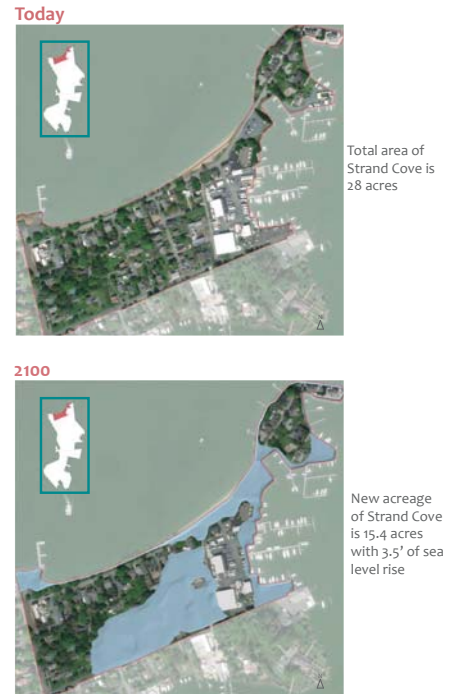 Today
Total area of
Strand Cove is
28 acres
2100
New acreage
of Strand Cove
is 15.4 acres
with 3.5' of sea
level rise